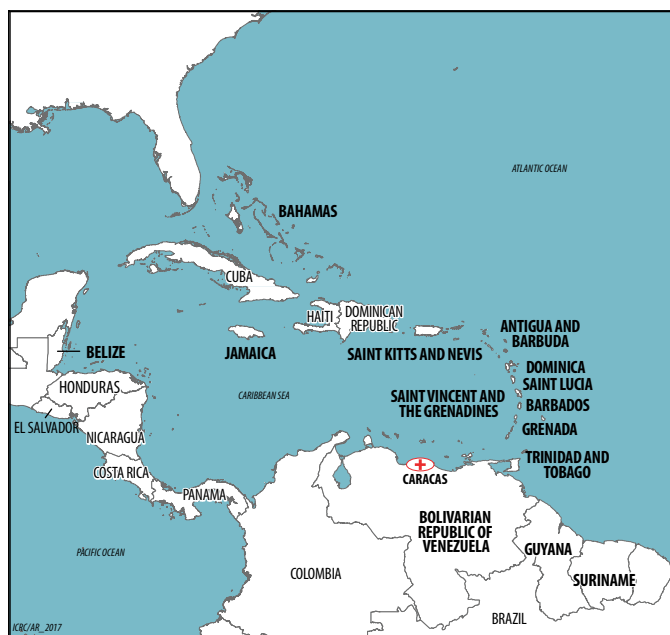 ATLANTIC OCEAN
BAHAMAS
CUBA
HAITI
DOMINICAN
REPUBLIC
ANTIGUA AND
BARBUDA
BELIZE
JAMAICA
SAINT KITTS AND NEVIS
DOMINICA
SAINT LUCIA
HONDURAS
CARIBBEAN SEA
SAINT VINCENT AND
THE GRENADINES
BARBADOS
EL SALVADOR
NICARAGUA
GRENADA
COSTA RICA
TRINIDAD AND
TOBAGO
CARACAS
PANAMA
BOLIVARIAN
REPUBLIC OF
VENEZUELA
PACIFIC OCEAN
GUYANA
COLOMBIA
SURINAME
BRAZIL
ICRC/AR_2017